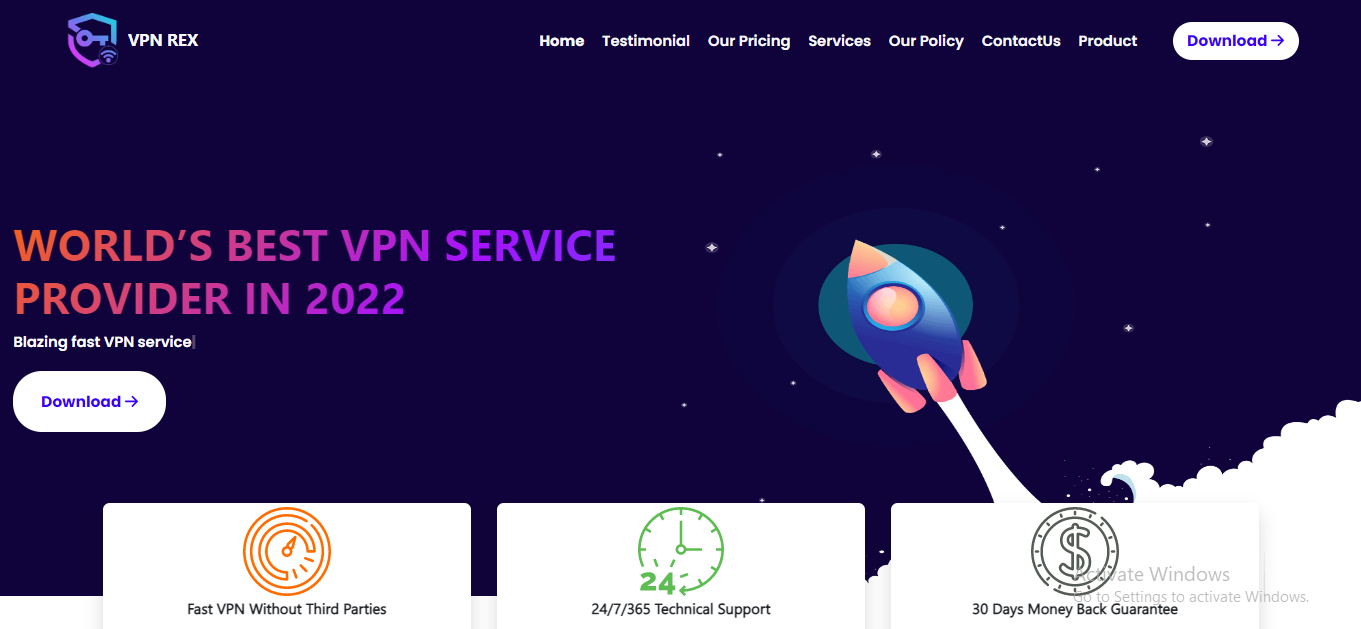 VPN REX
Home Testimonial Our Pricing Services Our Policy ContactUs Product Download →
WORLD’S BEST VPN SERVICE
PROVIDER IN 2022
Blazing fast VPN service|
Download →
24
Fast VPN Without Third Parties
24/7/365 Technical Support
$
30 Days Money Back Guarantee
Activate Windows
Go to Settings to activate Windows.